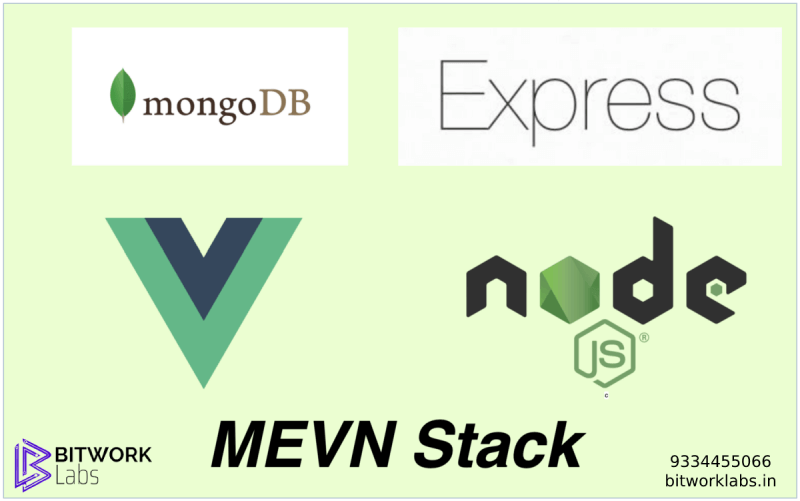 mongoDB
Express
node
JS
®
c
MEVN Stack
BITWORK
Labs
9334455066
bitworklabs.in